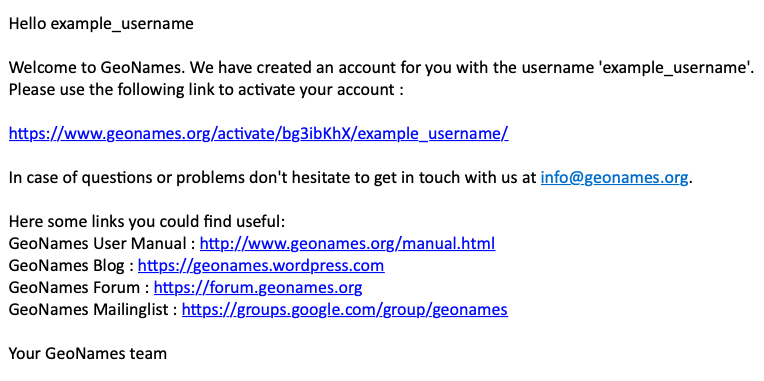 Hello example_username
Welcome to GeoNames. We have created an account for you with the username 'example_username'.
Please use the following link to activate your account :
https://www.geonames.org/activate/bg3ibKhX/example_username/
In case of questions or problems don't hesitate to get in touch with us at info@geonames.org.
Here some links you could find useful:
GeoNames User Manual : http://www.geonames.org/manual.html
GeoNames Blog : https://geonames.wordpress.com
GeoNames Forum : https://forum.geonames.org
GeoNames Mailinglist : https://groups.google.com/group/geonames
Your GeoNames team